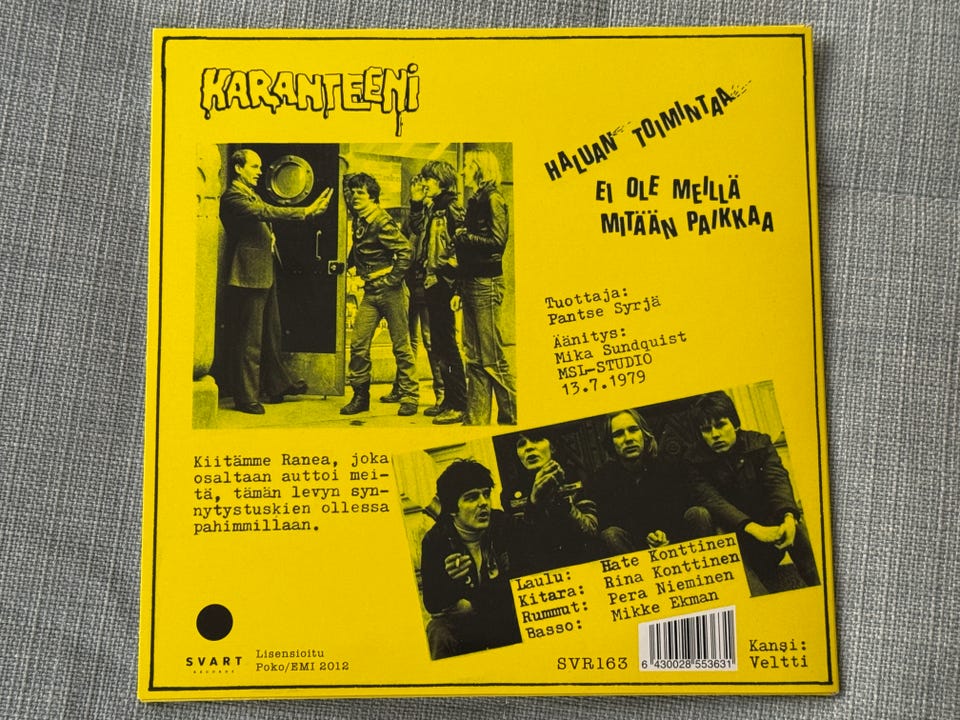 KARANTEENI
HALUAN TOIMINTAA
EI OLE MEILLÄ
MITÄÄN PAIKKAA
Tuottaja:
Pantse Syrjä
Äänitys:
Mika Sundquist
MSL-STUDIO
13.7.1979
Kiitämme Ranea, joka
osaltaan auttoi mei-
tä, tämän levyn syn-
nytystuskien ollessa
pahimmillaan.
Laulu: Hate Konttinen
Kitara: Rina Konttinen
Rummut: Pera Nieminen
Basso: Mikke Ekman
SVART
RECORDS
Lisensioitu
Poko/EMI 2012
SVR163
6 430028 553631
Kansi:
Veltti